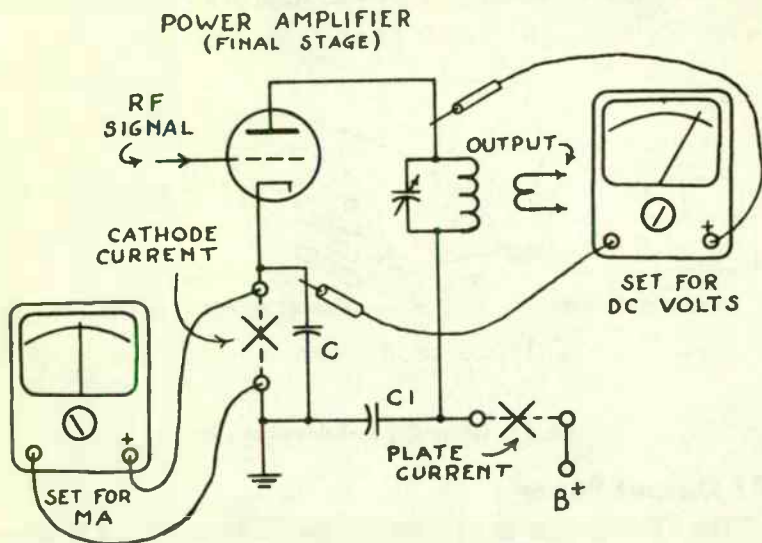 POWER AMPLIFIER
(FINAL STAGE)
RF
SIGNAL
OUTPUT
+
SET FOR
DC VOLTS
CATHODE
CURRENT
C
C1
+
SET FOR
MA
PLATE
CURRENT
B+